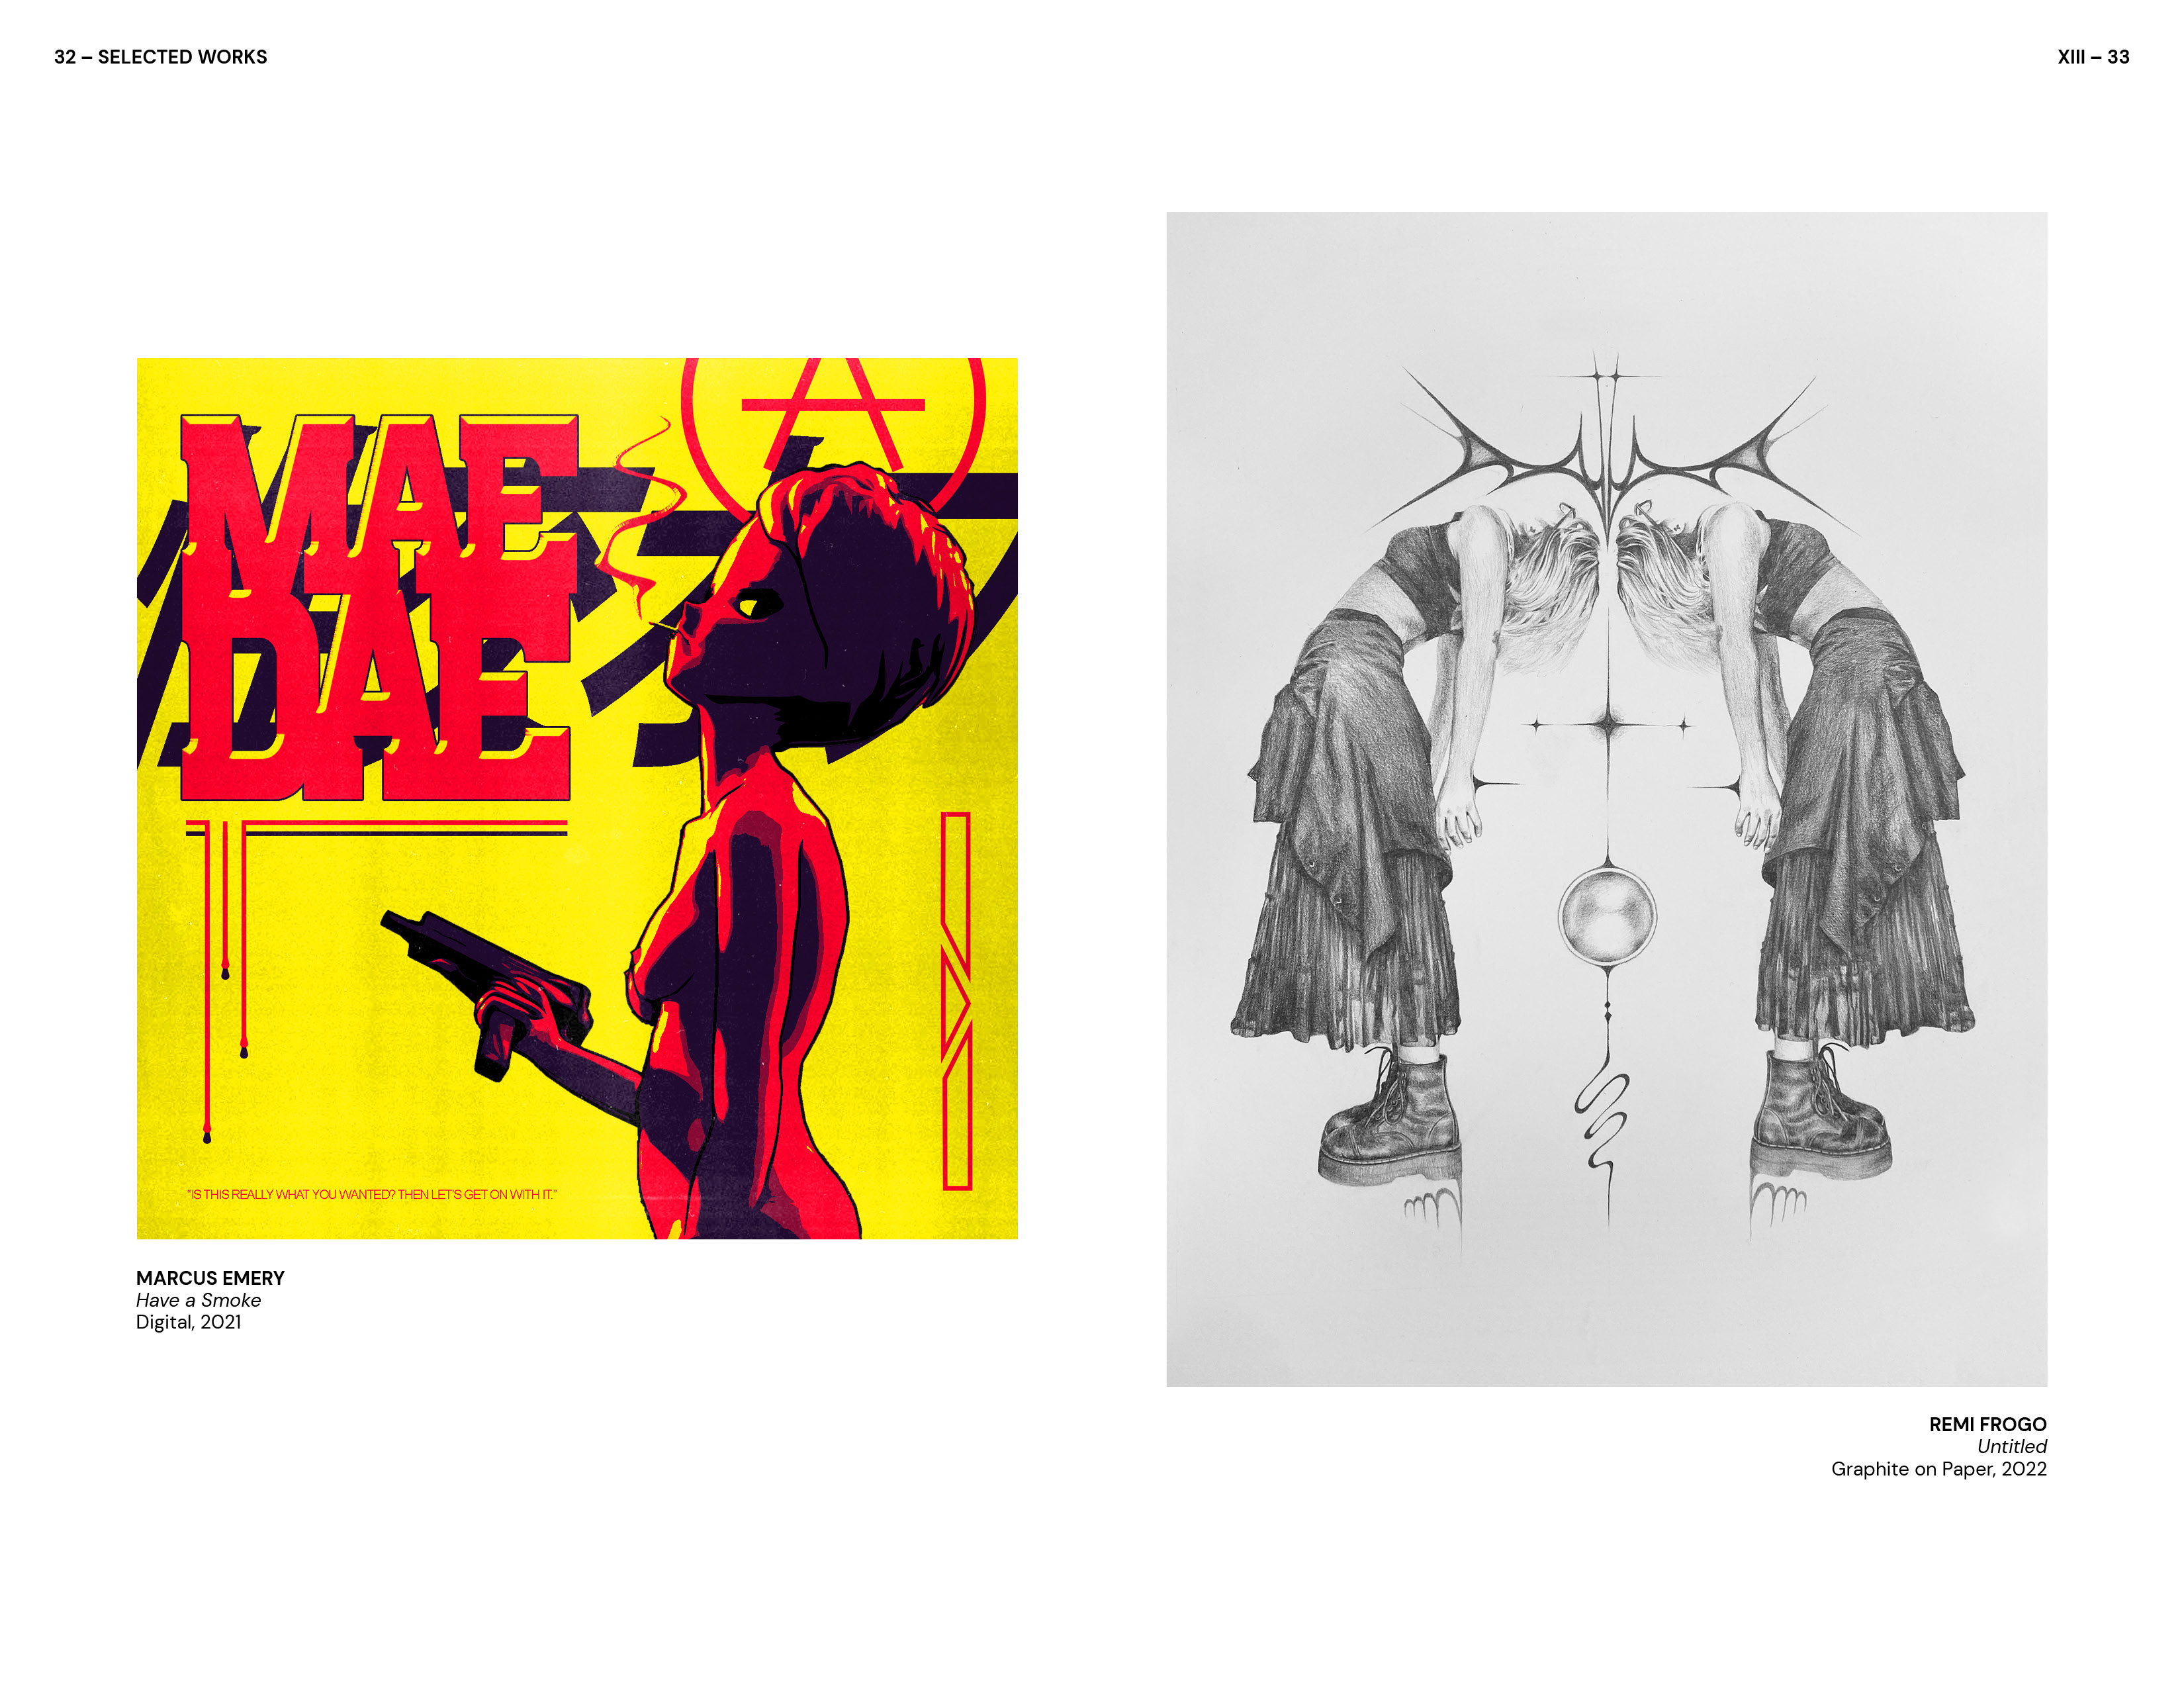 32 – SELECTED WORKS
XIII – 33
MAE
DAE
"IS THIS REALLY WHAT YOU WANTED? THEN LET'S GET ON WITH IT."
MARCUS EMERY
Have a Smoke
Digital, 2021
REMI FROGO
Untitled
Graphite on Paper, 2022